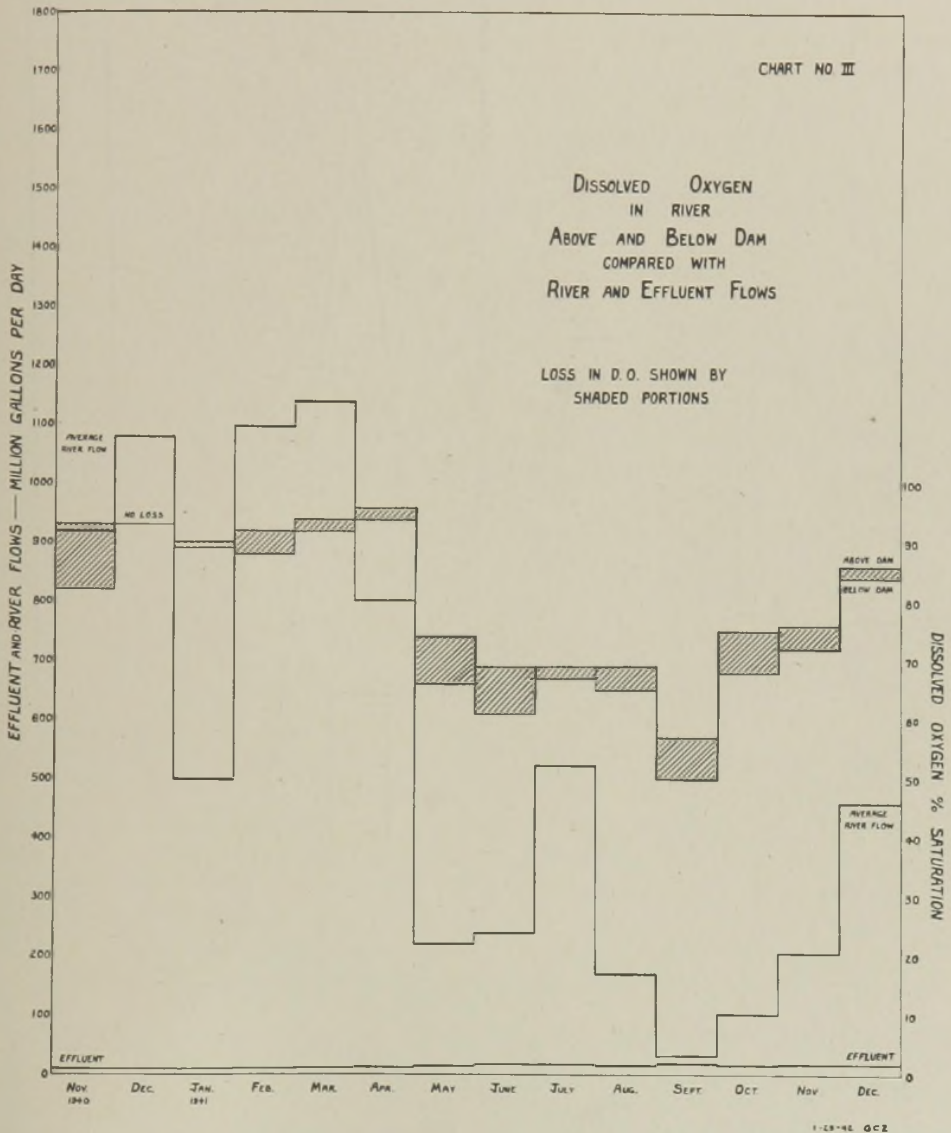 CHART NO III
DISSOLVED OXYGEN
IN RIVER
ABOVE AND BELOW DAM
COMPARED WITH
RIVER AND EFFLUENT FLOWS
LOSS IN D.O. SHOWN BY
SHADED PORTIONS
EFFLUENT AND RIVER FLOWS — MILLION GALLONS PER DAY
1800
1700
1600
1500
1400
1300
1200
1100
1000
900
800
700
600
500
400
300
200
100
0
AVERAGE
RIVER FLOW
NO LOSS
ABOVE DAM
BELOW DAM
AVERAGE
RIVER FLOW
EFFLUENT
EFFLUENT
DISSOLVED OXYGEN % SATURATION
100
90
80
70
60
50
40
30
20
10
0
NOV. DEC. JAN. FEB. MAR. APR. MAY JUNE JULY AUG. SEPT. OCT. NOV. DEC.
1940 1941
1-28-42 GCZ